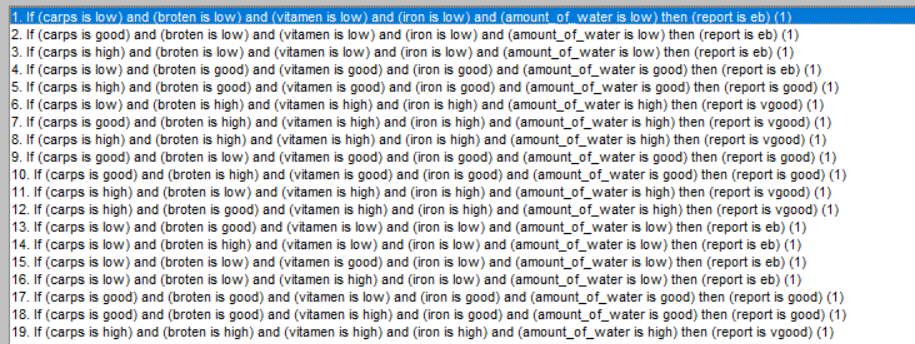 1. If (carps is low) and (broten is low) and (vitamen is low) and (iron is low) and (amount_of_water is low) then (report is eb) (1)
2. If (carps is good) and (broten is low) and (vitamen is low) and (iron is low) and (amount_of_water is low) then (report is eb) (1)
3. If (carps is high) and (broten is low) and (vitamen is low) and (iron is low) and (amount_of_water is low) then (report is eb) (1)
4. If (carps is low) and (broten is good) and (vitamen is good) and (iron is good) and (amount_of_water is good) then (report is eb) (1)
5. If (carps is high) and (broten is good) and (vitamen is good) and (iron is good) and (amount_of_water is good) then (report is good) (1)
6. If (carps is low) and (broten is high) and (vitamen is high) and (iron is high) and (amount_of_water is high) then (report is vgood) (1)
7. If (carps is good) and (broten is high) and (vitamen is high) and (iron is high) and (amount_of_water is high) then (report is vgood) (1)
8. If (carps is high) and (broten is high) and (vitamen is high) and (iron is high) and (amount_of_water is high) then (report is vgood) (1)
9. If (carps is good) and (broten is low) and (vitamen is good) and (iron is good) and (amount_of_water is good) then (report is good) (1)
10. If (carps is good) and (broten is high) and (vitamen is good) and (iron is good) and (amount_of_water is good) then (report is good) (1)
11. If (carps is high) and (broten is low) and (vitamen is high) and (iron is high) and (amount_of_water is high) then (report is vgood) (1)
12. If (carps is high) and (broten is good) and (vitamen is high) and (iron is high) and (amount_of_water is high) then (report is vgood) (1)
13. If (carps is low) and (broten is good) and (vitamen is low) and (iron is low) and (amount_of_water is low) then (report is eb) (1)
14. If (carps is low) and (broten is high) and (vitamen is low) and (iron is low) and (amount_of_water is low) then (report is eb) (1)
15. If (carps is low) and (broten is low) and (vitamen is good) and (iron is low) and (amount_of_water is low) then (report is eb) (1)
16. If (carps is low) and (broten is low) and (vitamen is high) and (iron is low) and (amount_of_water is low) then (report is eb) (1)
17. If (carps is good) and (broten is good) and (vitamen is low) and (iron is good) and (amount_of_water is good) then (report is good) (1)
18. If (carps is good) and (broten is good) and (vitamen is high) and (iron is good) and (amount_of_water is good) then (report is good) (1)
19. If (carps is high) and (broten is high) and (vitamen is high) and (iron is high) and (amount_of_water is high) then (report is vgood) (1)